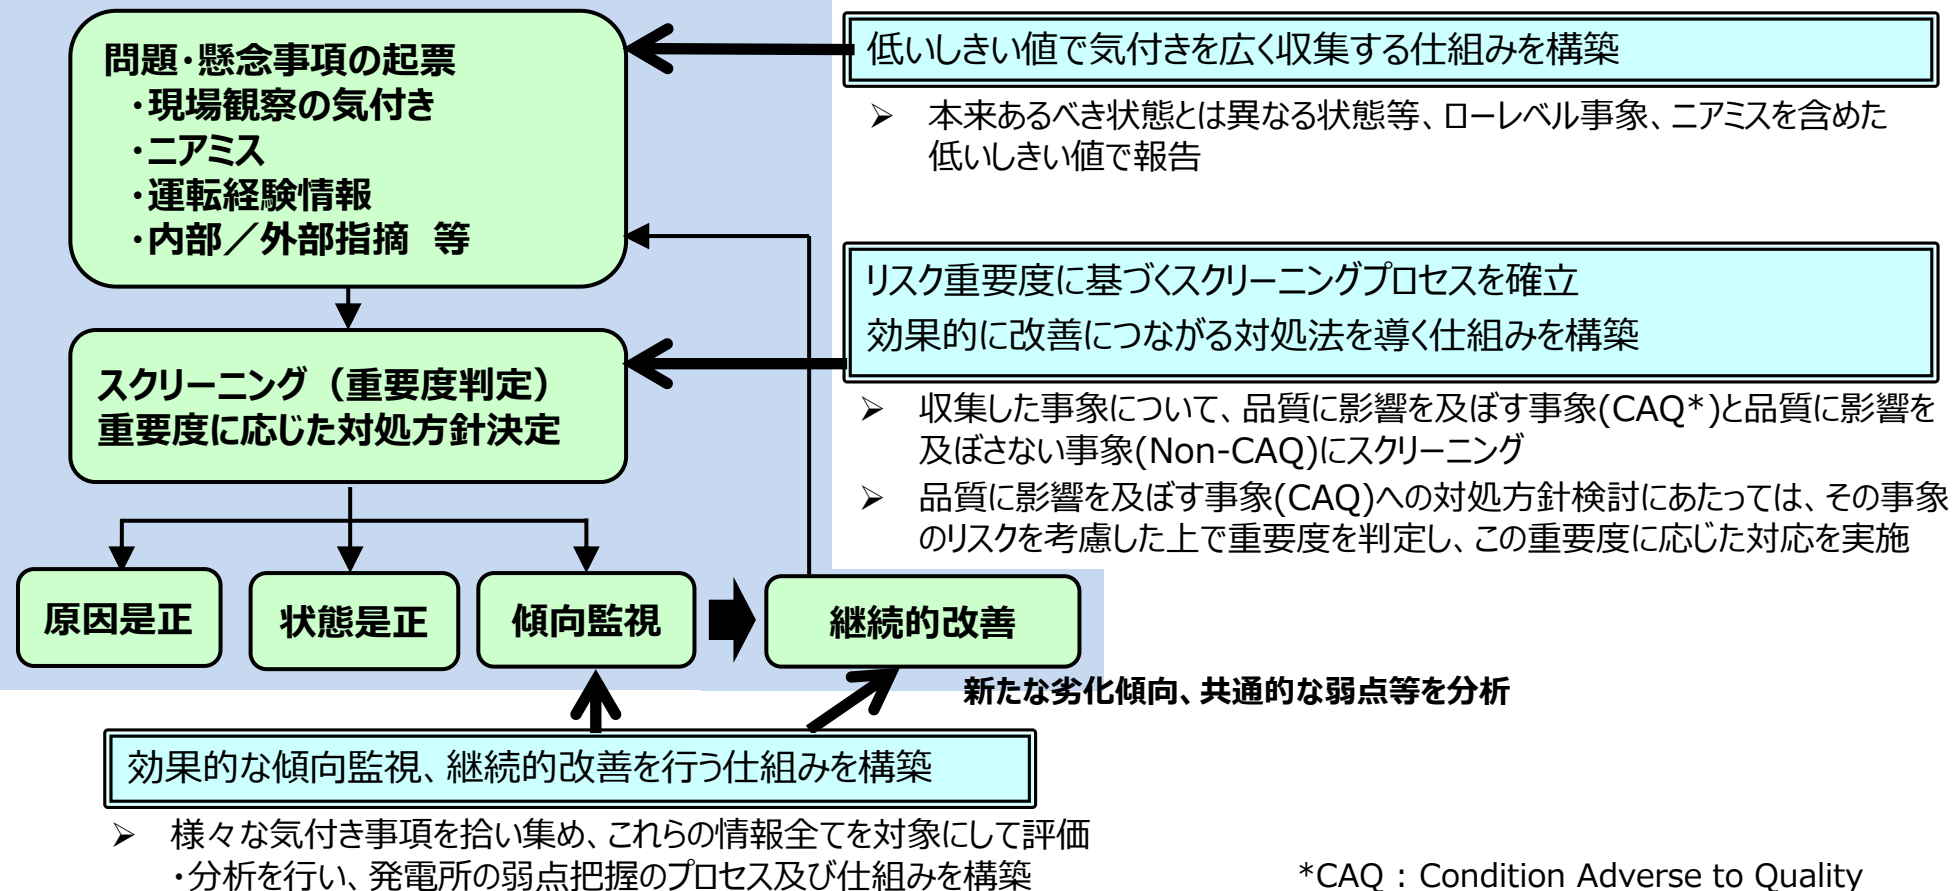 問題・懸念事項の起票
・現場観察の気付き
・ニアミス
・運転経験情報
・内部／外部指摘 等
低いしきい値で気付きを広く収集する仕組みを構築
➢ 本来あるべき状態とは異なる状態等、ローレベル事象、ニアミスを含めた
低いしきい値で報告
リスク重要度に基づくスクリーニングプロセスを確立
効果的に改善につながる対処法を導く仕組みを構築
スクリーニング（重要度判定）
重要度に応じた対処方針決定
➢ 収集した事象について、品質に影響を及ぼす事象(CAQ*)と品質に影響を
及ぼさない事象(Non-CAQ)にスクリーニング
➢ 品質に影響を及ぼす事象(CAQ)への対処方針検討にあたっては、その事象
のリスクを考慮した上で重要度を判定し、この重要度に応じた対応を実施
原因是正
状態是正
傾向監視
継続的改善
新たな劣化傾向、共通的な弱点等を分析
効果的な傾向監視、継続的改善を行う仕組みを構築
➢ 様々な気付き事項を拾い集め、これらの情報全てを対象にして評価
・分析を行い、発電所の弱点把握のプロセス及び仕組みを構築
*CAQ : Condition Adverse to Quality